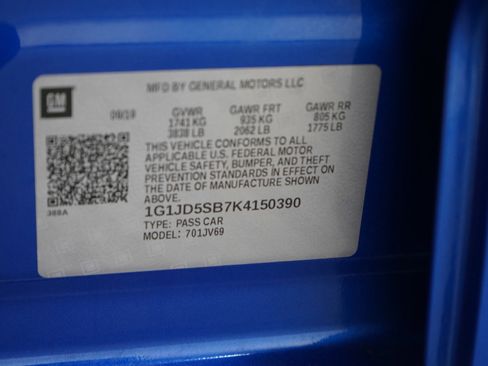 MFD BY GENERAL MOTORS LLC
GM
09/19 GVWR GAWR FRT GAWR RR
1741 KG 935 KG 805 KG
3838 LB 2062 LB 1775 LB
THIS VEHICLE CONFORMS TO ALL
APPLICABLE U.S. FEDERAL MOTOR
VEHICLE SAFETY, BUMPER, AND THEFT
PREVENTION STANDARDS IN EFFECT ON
THE DATE OF MANUFACTURE SHOWN
ABOVE.
388A
1G1JD5SB7K4150390
TYPE: PASS CAR
MODEL: 701JV69